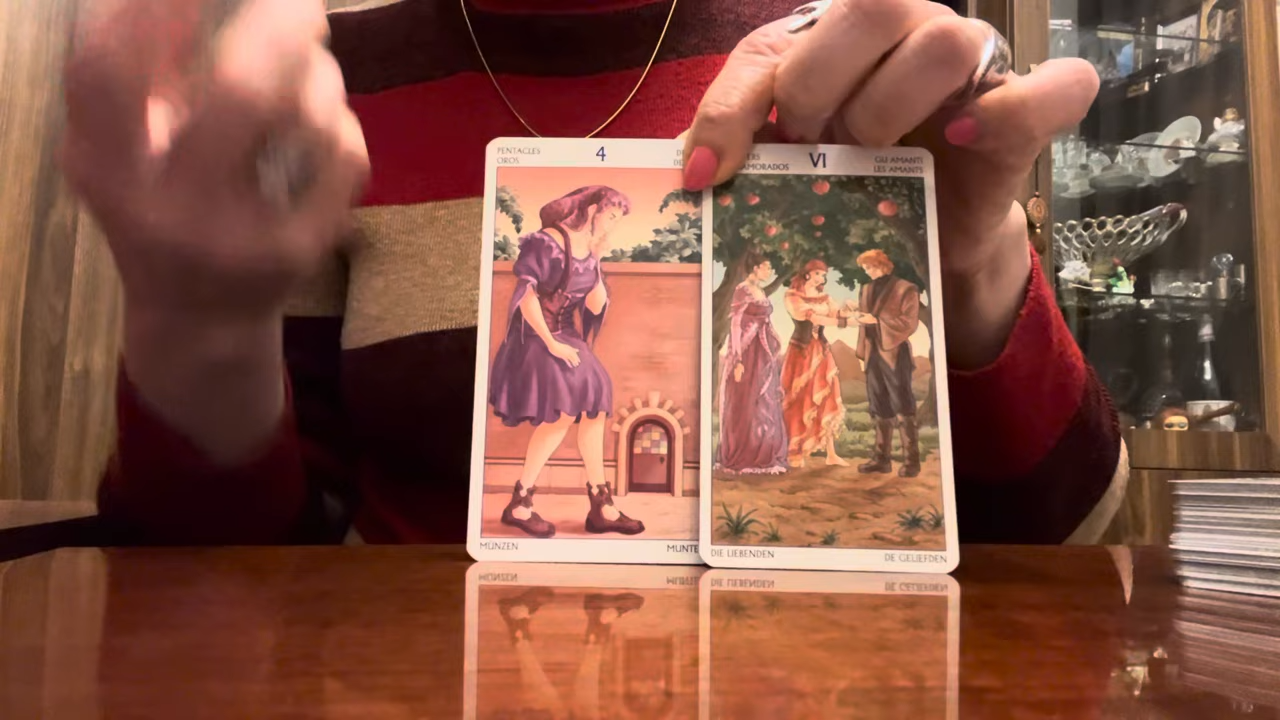 PENTACLES
OROS
4
MÜNZEN
VI
AMORADOS
GLI AMANTI
LES AMANTS
DIE LIEBENDEN
DE GELIEFDEN